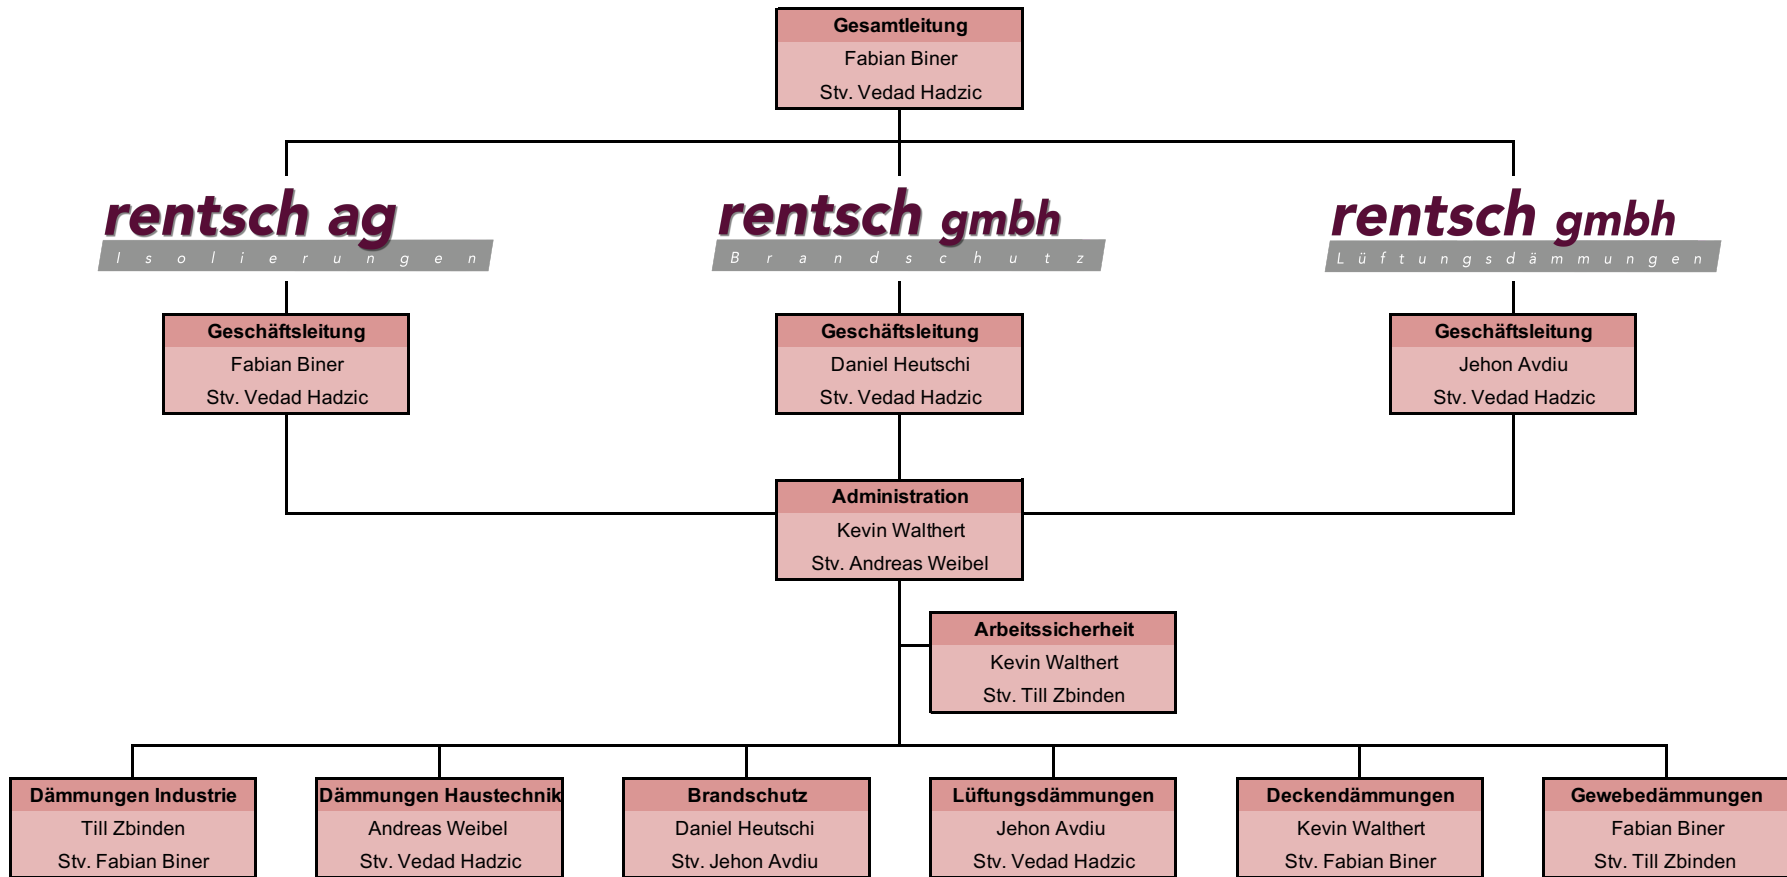 Gesamtleitung
Fabian Biner
Stv. Vedad Hadzic
rentsch ag
Isolierungen
rentsch gmbh
Brandschutz
rentsch gmbh
Lüftungsdämmungen
Geschäftsleitung
Fabian Biner
Stv. Vedad Hadzic
Geschäftsleitung
Daniel Heutschi
Stv. Vedad Hadzic
Geschäftsleitung
Jehon Avdiu
Stv. Vedad Hadzic
Administration
Kevin Walthert
Stv. Andreas Weibel
Arbeitssicherheit
Kevin Walthert
Stv. Till Zbinden
Dämmungen Industrie
Till Zbinden
Stv. Fabian Biner
Dämmungen Haustechnik
Andreas Weibel
Stv. Vedad Hadzic
Brandschutz
Daniel Heutschi
Stv. Jehon Avdiu
Lüftungsdämmungen
Jehon Avdiu
Stv. Vedad Hadzic
Deckendämmungen
Kevin Walthert
Stv. Fabian Biner
Gewebedämmungen
Fabian Biner
Stv. Till Zbinden